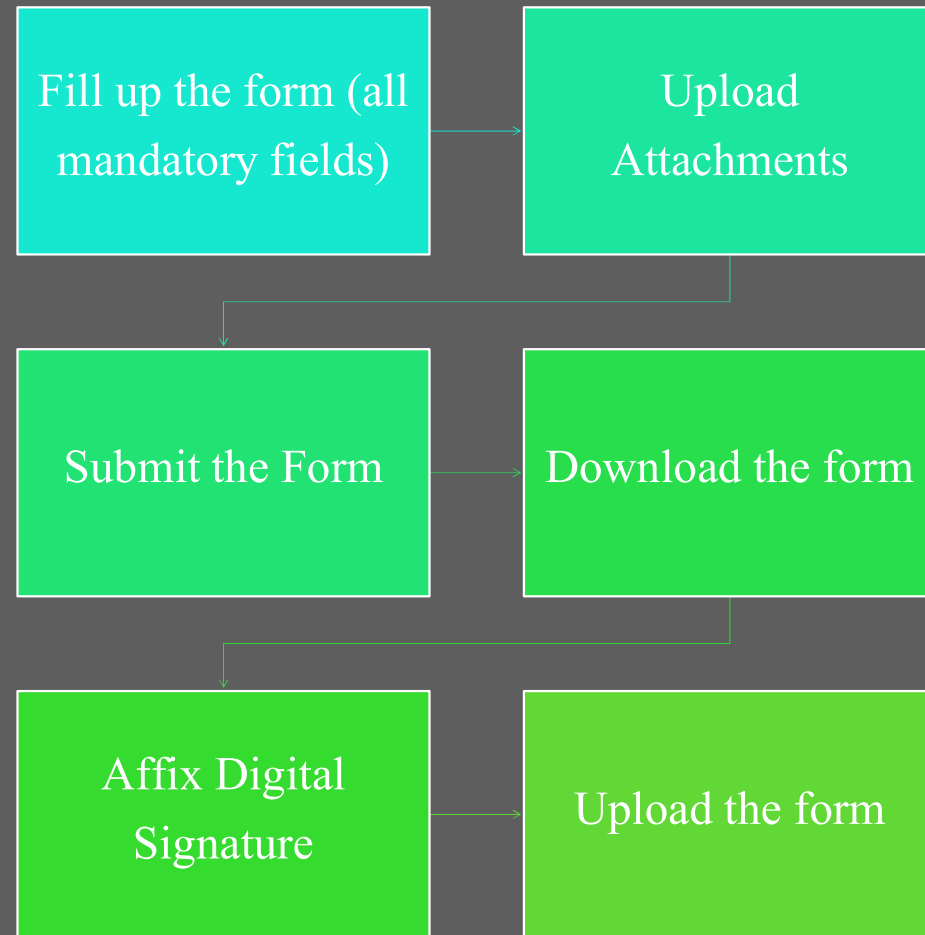 Fill up the form (all
mandatory fields)
Upload
Attachments
Submit the Form
Download the form
Affix Digital
Signature
Upload the form